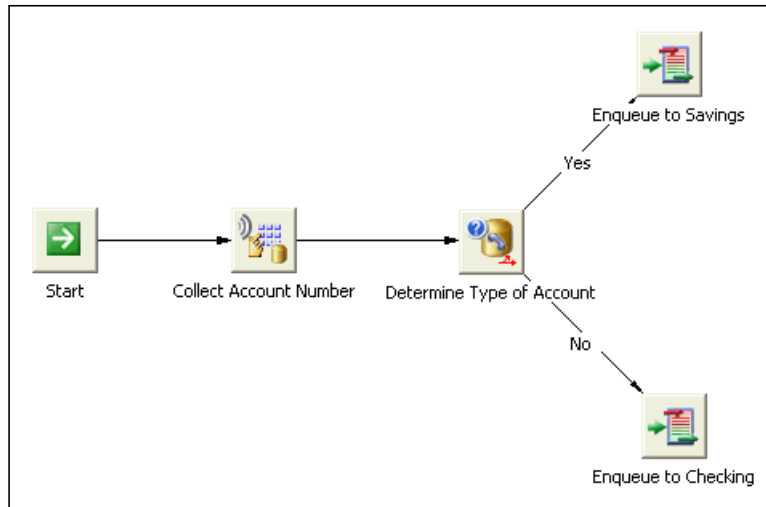 Enqueue to Savings
Yes
Start
Collect Account Number
Determine Type of Account
No
Enqueue to Checking